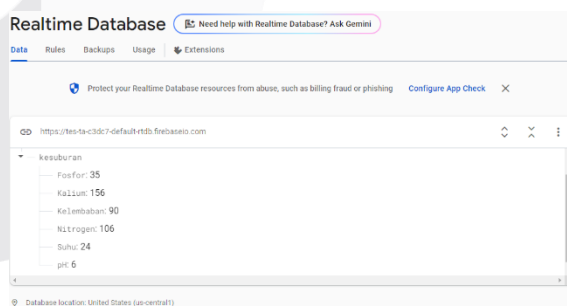 Realtime Database
Need help with Realtime Database? Ask Gemini
Data Rules Backups Usage Extensions
Protect your Realtime Database resources from abuse, such as billing fraud or phishing Configure App Check
https://tes-ta-c3dc7-default-rtdb.firebaseio.com
kesuburan
Fosfor: 35
Kalium: 156
Kelembaban: 90
Nitrogen: 106
Suhu: 24
pH: 6
Database location: United States (us-central1)